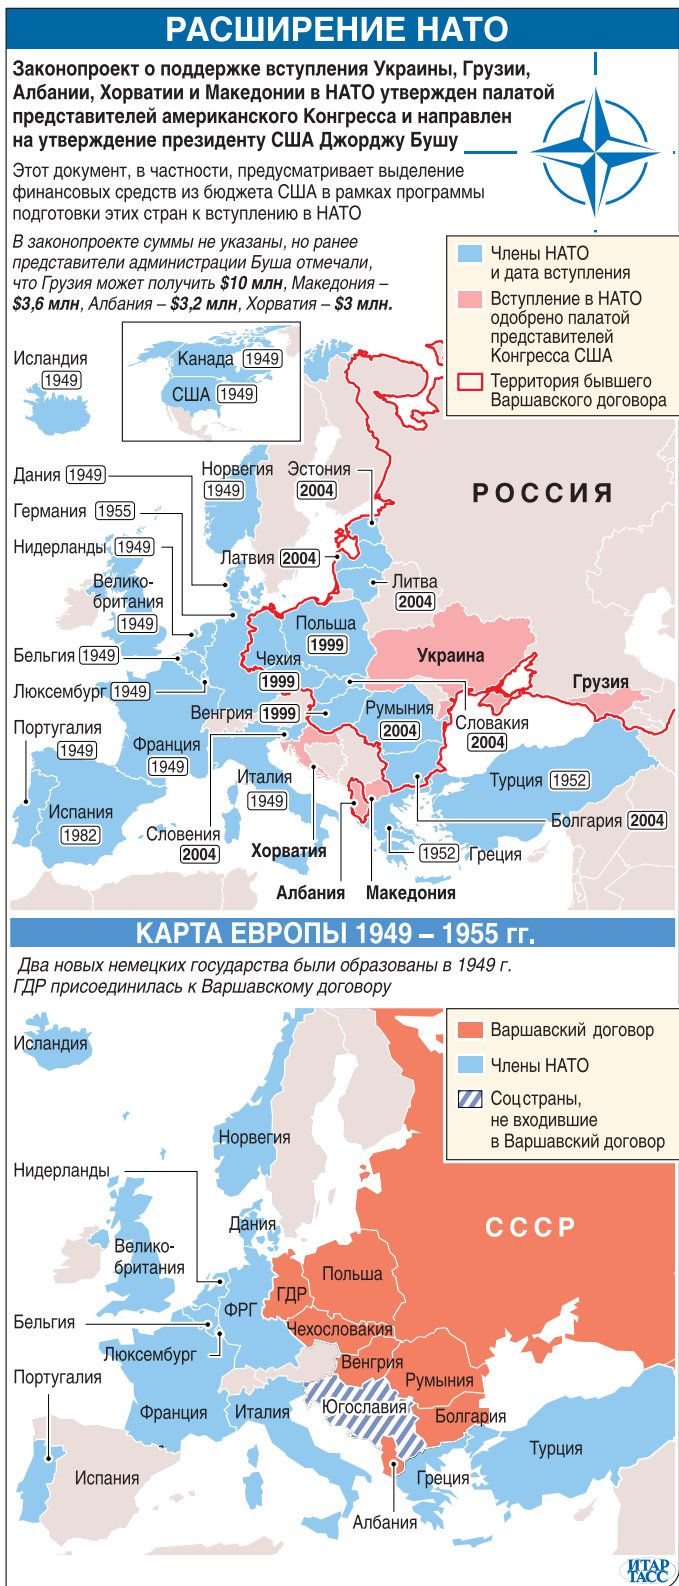 РАСШИРЕНИЕ НАТО
Законопроект о поддержке вступления Украины, Грузии,
Албании, Хорватии и Македонии в НАТО утвержден палатой
представителей американского Конгресса и направлен
на утверждение президенту США Джорджу Бушу
Этот документ, в частности, предусматривает выделение
финансовых средств из бюджета США в рамках программы
подготовки этих стран к вступлению в НАТО
В законопроекте суммы не указаны, но ранее
представители администрации Буша отмечали,
что Грузия может получить $10 млн, Македония –
$3,6 млн, Албания – $3,2 млн, Хорватия – $3 млн.
Члены НАТО
и дата вступления
Вступление в НАТО
одобрено палатой
представителей
Конгресса США
Территория бывшего
Варшавского договора
Исландия
1949
Канада 1949
США 1949
Дания 1949
Норвегия
1949
Эстония
2004
РОССИЯ
Германия 1955
Нидерланды 1949
Латвия 2004
Велико-
британия
1949
Литва
2004
Польша
1999
Бельгия 1949
Чехия
1999
Украина
Люксембург 1949
Грузия
Венгрия 1999
Румыния
2004
Словакия
2004
Португалия
1949
Франция
1949
Италия
1949
Турция 1952
Испания
1982
Словения
2004
Болгария 2004
Хорватия
1952 Греция
Албания
Македония
КАРТА ЕВРОПЫ 1949 – 1955 гг.
Два новых немецких государства были образованы в 1949 г.
ГДР присоединилась к Варшавскому договору
Варшавский договор
Члены НАТО
Соцстраны,
не входившие
в Варшавский договор
Исландия
Норвегия
Нидерланды
Дания
СССР
Велико-
британия
Польша
ГДР
ФРГ
Бельгия
Чехословакия
Люксембург
Венгрия
Португалия
Румыния
Франция
Италия
Югославия
Болгария
Турция
Испания
Греция
Албания
ИТАР
ТАСС